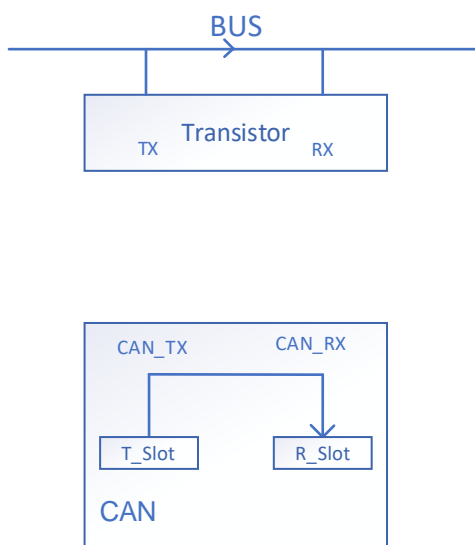 BUS
Transistor
TX
RX
CAN_TX
CAN_RX
T_Slot
R_Slot
CAN